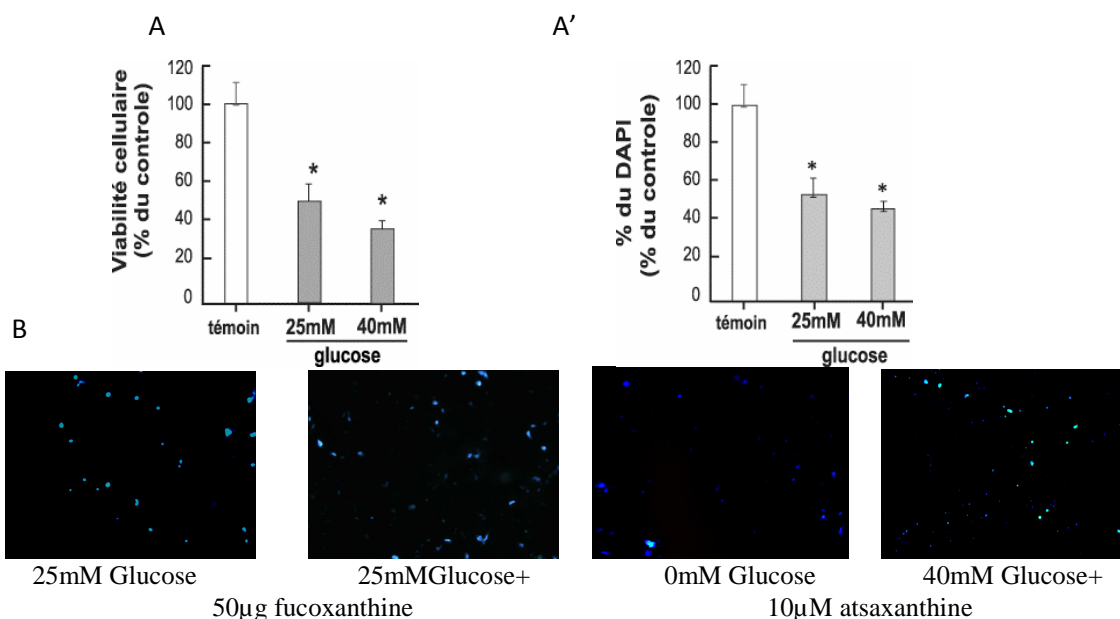 A
A'
Viabilité cellulaire
(% du controle)
120
100
80
60
40
20
0
*
*
témoin
25mM
40mM
glucose
% du DAPI
(% du controle)
120
100
80
60
40
20
0
*
*
témoin
25mM
40mM
glucose
B
25mM Glucose
25mMGlucose+
0mM Glucose
40mM Glucose+
50µg fucoxanthine
10µM atsaxanthine